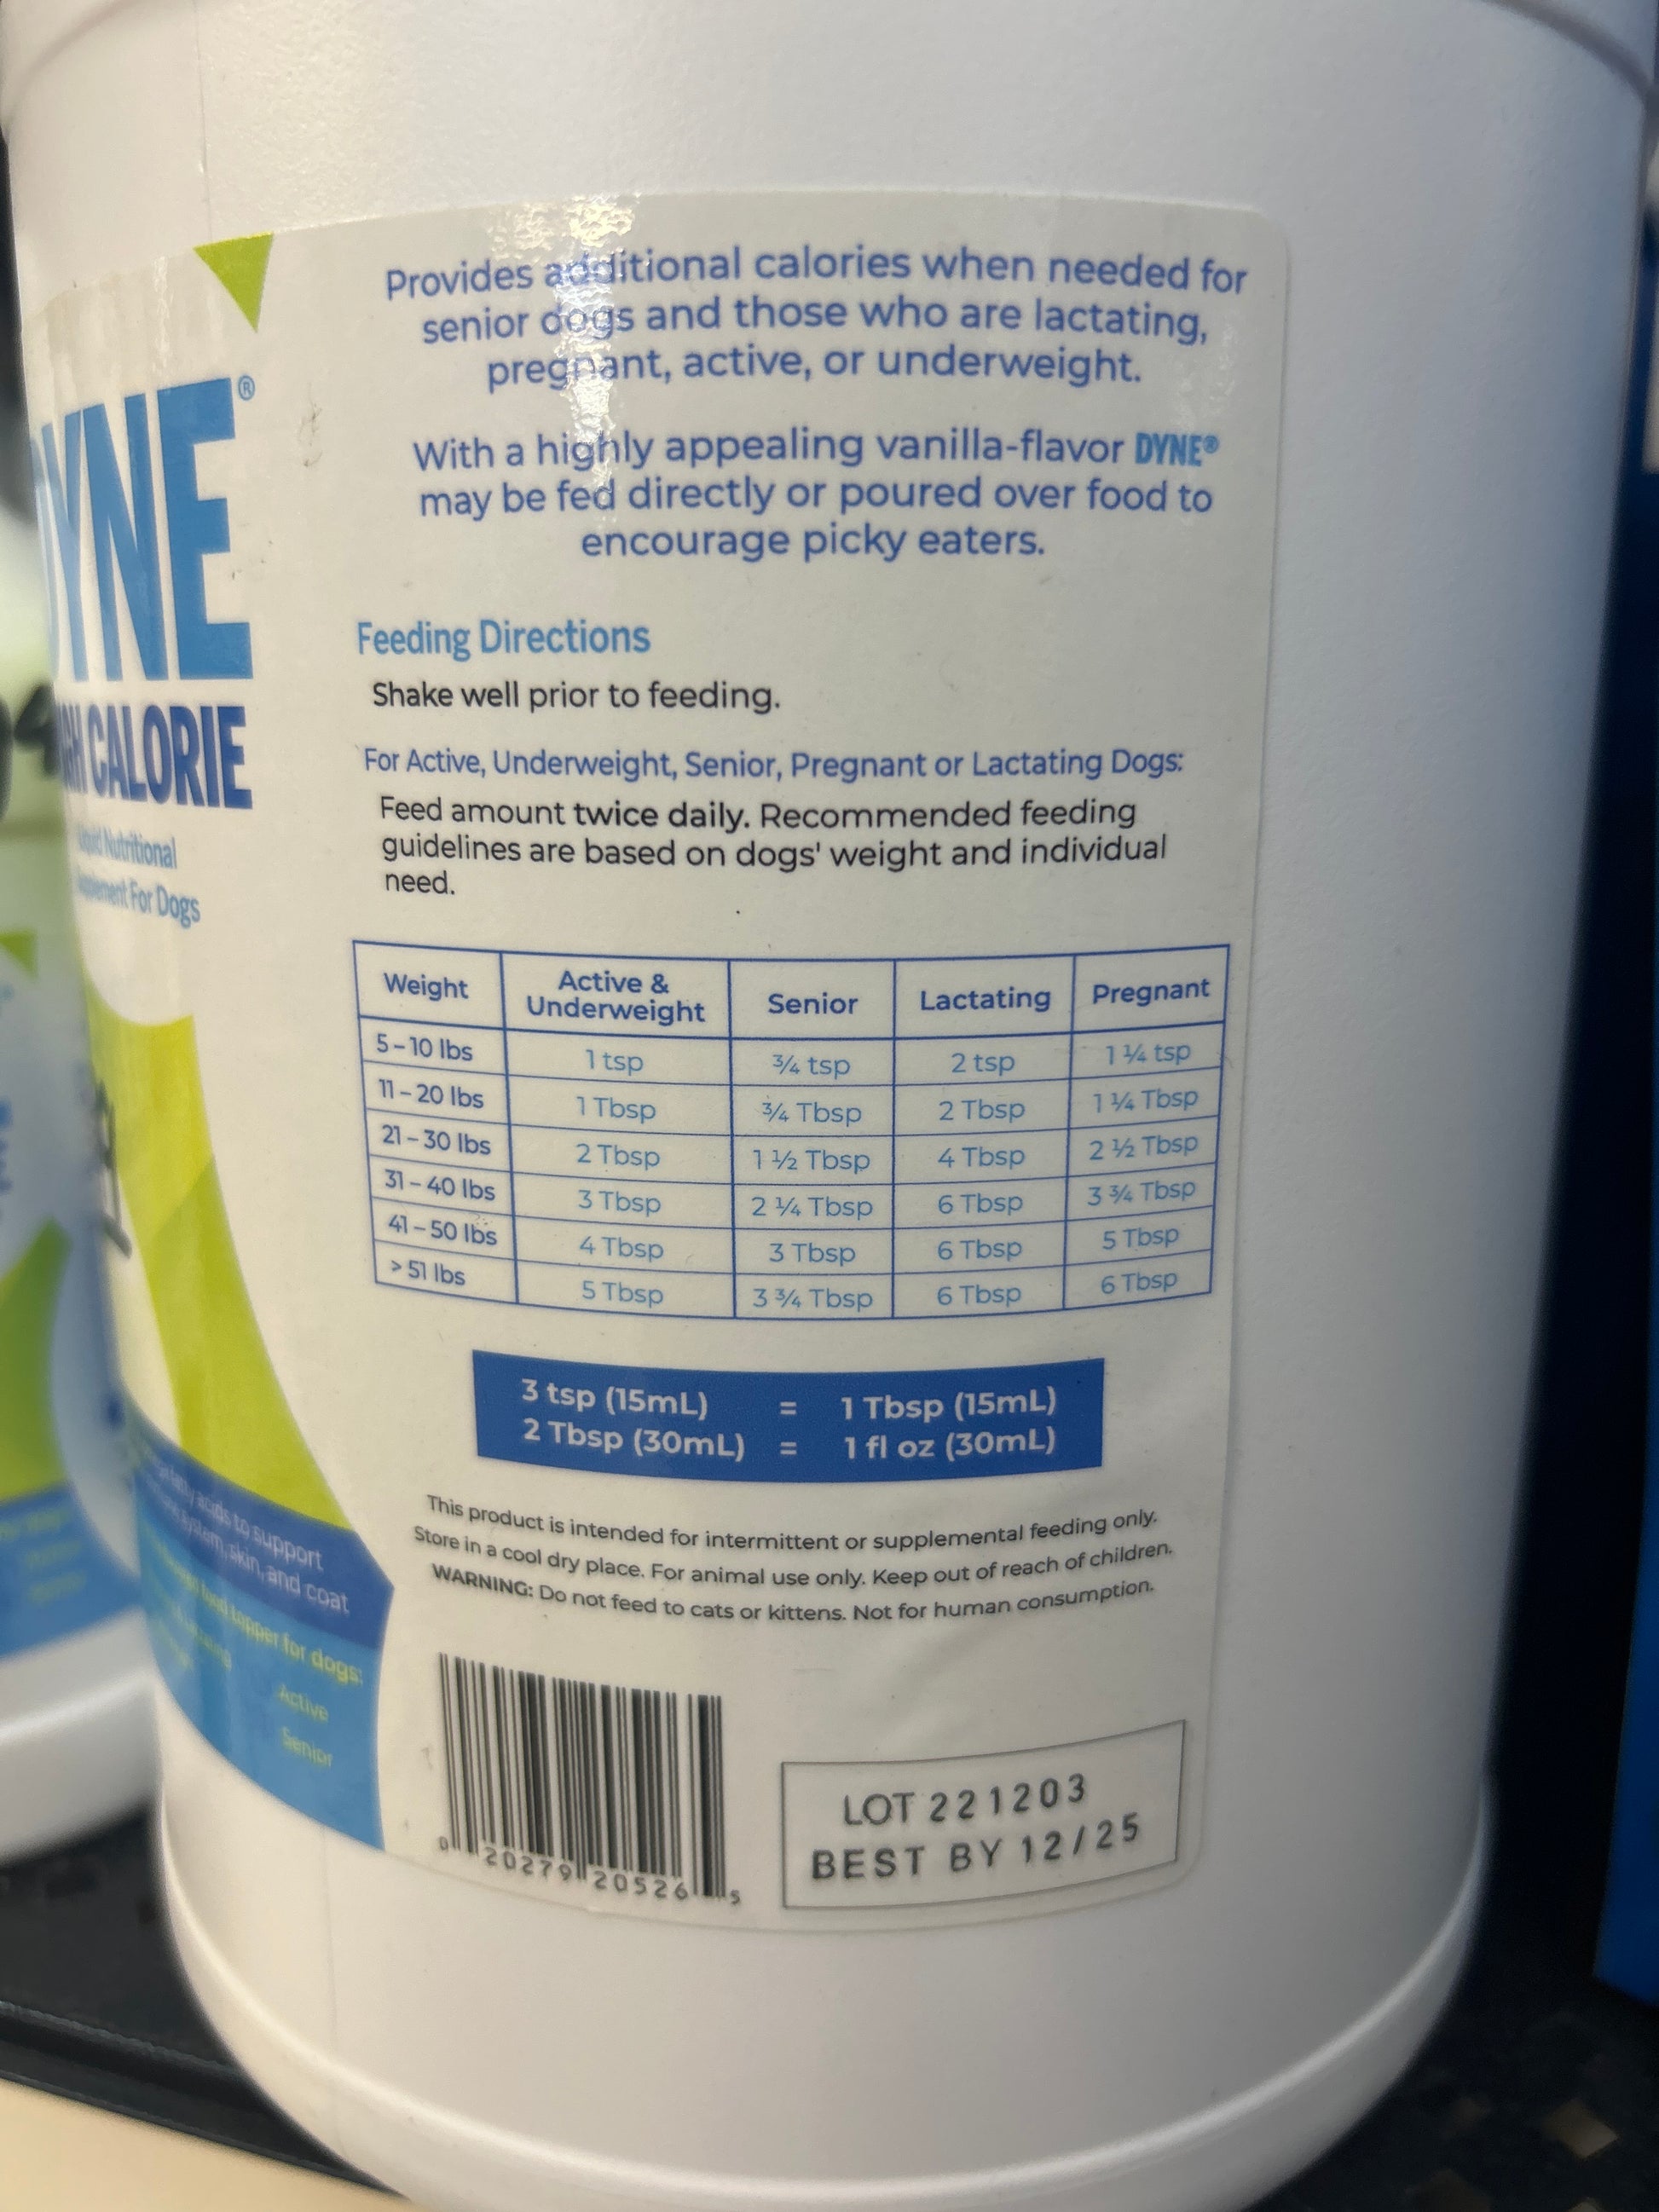 Provides additional calories when needed for
senior dogs and those who are lactating,
pregnant, active, or underweight.
With a highly appealing vanilla-flavor DYNE®
may be fed directly or poured over food to
encourage picky eaters.
Feeding Directions
Shake well prior to feeding.
For Active, Underweight, Senior, Pregnant or Lactating Dogs:
Feed amount twice daily. Recommended feeding
guidelines are based on dogs' weight and individual
need.
Weight Active & Underweight Senior Lactating Pregnant
5 – 10 lbs 1 tsp ¾ tsp 2 tsp 1 ¼ tsp
11 – 20 lbs 1 Tbsp ¾ Tbsp 2 Tbsp 1 ¼ Tbsp
21 – 30 lbs 2 Tbsp 1 ½ Tbsp 4 Tbsp 2 ½ Tbsp
31 – 40 lbs 3 Tbsp 2 ¼ Tbsp 6 Tbsp 3 ¾ Tbsp
41 – 50 lbs 4 Tbsp 3 Tbsp 6 Tbsp 5 Tbsp
> 51 lbs 5 Tbsp 3 ¾ Tbsp 6 Tbsp 6 Tbsp
3 tsp (15mL) = 1 Tbsp (15mL)
2 Tbsp (30mL) = 1 fl oz (30mL)
This product is intended for intermittent or supplemental feeding only.
Store in a cool dry place. For animal use only. Keep out of reach of children.
WARNING: Do not feed to cats or kittens. Not for human consumption.
0 20279 20526 5
LOT 221203
BEST BY 12/25
YNE®
CALORIE
Nutritional
For Dogs
acids to support
skin, and coat
topper for dogs:
Active
Senior